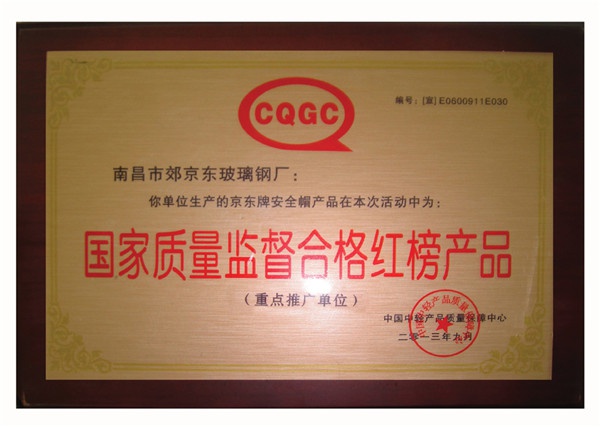 CQGC
编号：[宣]E0600911E030
南昌市郊京东玻璃钢厂：
你单位生产的京东牌安全帽产品在本次活动中为：
国家质量监督合格红榜产品
（重点推广单位）
中国中轻产品质量保障中心
二零一三年九月